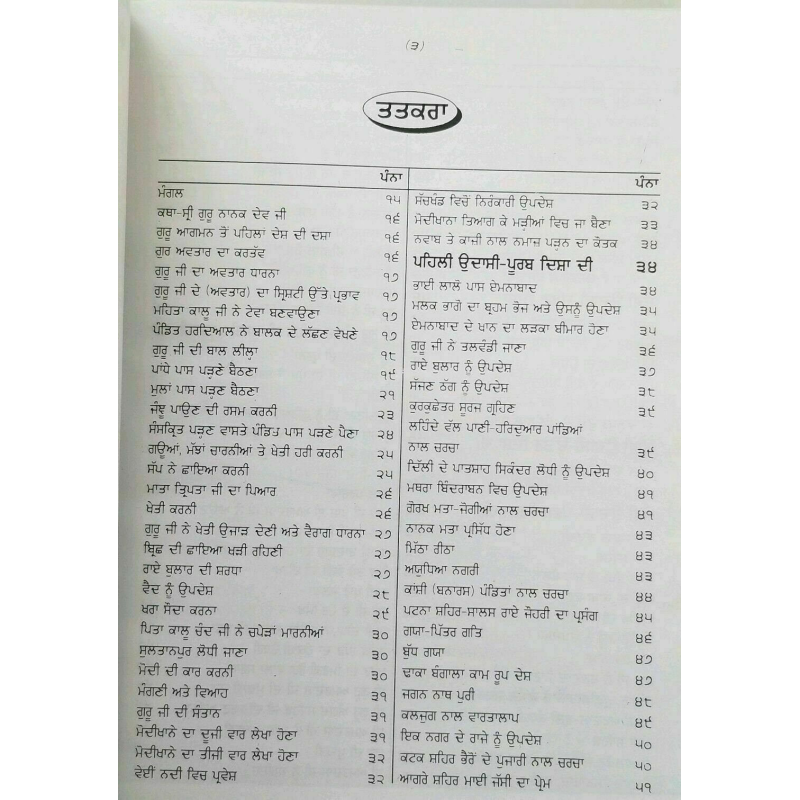 (੩)
ਤਤਕਰਾ
ਪੰਨਾ
ਮੰਗਲ ੧੫
ਕਥਾ-ਸ੍ਰੀ ਗੁਰੂ ਨਾਨਕ ਦੇਵ ਜੀ ੧੬
ਗੁਰੂ ਆਗਮਨ ਤੋਂ ਪਹਿਲਾਂ ਦੇਸ਼ ਦੀ ਦਸ਼ਾ ੧੬
ਗੁਰ ਅਵਤਾਰ ਦਾ ਕਰਤੱਵ ੧੬
ਗੁਰੂ ਜੀ ਦਾ ਅਵਤਾਰ ਧਾਰਨਾ ੧੭
ਗੁਰੂ ਜੀ ਦੇ (ਅਵਤਾਰ) ਦਾ ਸ੍ਰਿਸ਼ਟੀ ਉੱਤੇ ਪ੍ਰਭਾਵ ੧੭
ਮਹਿਤਾ ਕਾਲੂ ਜੀ ਨੇ ਟੇਵਾ ਬਣਵਾਉਣਾ ੧੭
ਪੰਡਿਤ ਹਰਦਿਆਲ ਨੇ ਬਾਲਕ ਦੇ ਲੱਛਣ ਵੇਖਣੇ ੧੭
ਗੁਰੂ ਜੀ ਦੀ ਬਾਲ ਲੀਲ੍ਹਾ ੧੮
ਪਾਂਧੇ ਪਾਸ ਪੜ੍ਹਣੇ ਬੈਠਣਾ ੧੯
ਮੁਲਾਂ ਪਾਸ ਪੜ੍ਹਣ ਬੈਠਣਾ ੨੧
ਜੰਞੂ ਪਾਉਣ ਦੀ ਰਸਮ ਕਰਨੀ ੨੩
ਸੰਸਕ੍ਰਿਤ ਪੜ੍ਹਣ ਵਾਸਤੇ ਪੰਡਿਤ ਪਾਸ ਪੜਣੇ ਪੈਣਾ ੨੪
ਗਊਆਂ, ਮੱਝਾਂ ਚਾਰਨੀਆਂ ਤੇ ਖੇਤੀ ਹਰੀ ਕਰਨੀ ੨੫
ਸੱਪ ਨੇ ਛਾਇਆ ਕਰਨੀ ੨੫
ਮਾਤਾ ਤ੍ਰਿਪਤਾ ਜੀ ਦਾ ਪਿਆਰ ੨੬
ਖੇਤੀ ਕਰਨੀ ੨੬
ਗੁਰੂ ਜੀ ਨੇ ਖੇਤੀ ਉਜਾੜ ਦੇਣੀ ਅਤੇ ਵੈਰਾਗ ਧਾਰਨਾ ੨੭
ਬ੍ਰਿਛ ਦੀ ਛਾਇਆ ਖੜੀ ਰਹਿਣੀ ੨੭
ਰਾਏ ਬੁਲਾਰ ਦੀ ਸ਼ਰਧਾ ੨੭
ਵੈਦ ਨੂੰ ਉਪਦੇਸ਼ ੨੮
ਖਰਾ ਸੌਦਾ ਕਰਨਾ ੨੯
ਪਿਤਾ ਕਾਲੂ ਚੰਦ ਜੀ ਨੇ ਚਪੇੜਾਂ ਮਾਰਨੀਆਂ ੩੦
ਸੁਲਤਾਨਪੁਰ ਲੋਧੀ ਜਾਣਾ ੩੦
ਮੋਦੀ ਦੀ ਕਾਰ ਕਰਨੀ ੩੦
ਮੰਗਣੀ ਅਤੇ ਵਿਆਹ ੩੧
ਗੁਰੂ ਜੀ ਦੀ ਸੰਤਾਨ ੩੧
ਮੋਦੀਖਾਨੇ ਦਾ ਦੂਜੀ ਵਾਰ ਲੇਖਾ ਹੋਣਾ ੩੧
ਮੋਦੀਖਾਨੇ ਦਾ ਤੀਜੀ ਵਾਰ ਲੇਖਾ ਹੋਣਾ ੩੨
ਵੇਈਂ ਨਦੀ ਵਿਚ ਪ੍ਰਵੇਸ਼ ੩੨
ਪੰਨਾ
ਸੱਚਖੰਡ ਵਿਚੋਂ ਨਿਰੰਕਾਰੀ ਉਪਦੇਸ਼ ੩੨
ਮੋਦੀਖਾਨਾ ਤਿਆਗ ਕੇ ਮੜ੍ਹੀਆਂ ਵਿਚ ਜਾ ਬੈਣਾ ੩੩
ਨਵਾਬ ਤੇ ਕਾਜ਼ੀ ਨਾਲ ਨਮਾਜ਼ ਪੜ੍ਹਨ ਦਾ ਕੌਤਕ ੩੪
ਪਹਿਲੀ ਉਦਾਸੀ-ਪੂਰਬ ਦਿਸ਼ਾ ਦੀ ੩੪
ਭਾਈ ਲਾਲੋ ਪਾਸ ਏਮਨਾਬਾਦ ੩੪
ਮਲਕ ਭਾਗੋ ਦਾ ਬ੍ਰਹਮ ਭੋਜ ਅਤੇ ਉਸਨੂੰ ਉਪਦੇਸ਼ ੩੫
ਏਮਨਾਬਾਦ ਦੇ ਖਾਨ ਦਾ ਲੜਕਾ ਬੀਮਾਰ ਹੋਣਾ ੩੫
ਗੁਰੂ ਜੀ ਨੇ ਤਲਵੰਡੀ ਜਾਣਾ ੩੬
ਰਾਏ ਬੁਲਾਰ ਨੂੰ ਉਪਦੇਸ਼ ੩੭
ਸੱਜਣ ਠੱਗ ਨੂੰ ਉਪਦੇਸ਼ ੩੮
ਕੁਰਕੁਛੇਤਰ ਸੂਰਜ ਗ੍ਰਹਿਣ ੩੯
ਲਹਿੰਦੇ ਵੱਲ ਪਾਣੀ-ਹਰਿਦੁਆਰ ਪਾਂਡਿਆਂ
ਨਾਲ ਚਰਚਾ ੩੯
ਦਿੱਲੀ ਦੇ ਪਾਤਸ਼ਾਹ ਸਿਕੰਦਰ ਲੋਧੀ ਨੂੰ ਉਪਦੇਸ਼ ੪੦
ਮਥਰਾ ਬਿੰਦਰਾਬਨ ਵਿਚ ਉਪਦੇਸ਼ ੪੧
ਗੋਰਖ ਮਤਾ-ਜੋਗੀਆਂ ਨਾਲ ਚਰਚਾ ੪੧
ਨਾਨਕ ਮਤਾ ਪ੍ਰਸਿੱਧ ਹੋਣਾ ੪੩
ਮਿੱਠਾ ਰੀਠਾ ੪੩
ਅਯੁਧਿਆ ਨਗਰੀ ੪੩
ਕਾਂਸ਼ੀ (ਬਨਾਰਸ) ਪੰਡਿਤਾਂ ਨਾਲ ਚਰਚਾ ੪੪
ਪਟਨਾ ਸ਼ਹਿਰ-ਸਾਲਸ ਰਾਏ ਜੌਹਰੀ ਦਾ ਪ੍ਰਸੰਗ ੪੫
ਗਯਾ-ਪਿੱਤਰ ਗਤਿ ੪੬
ਬੁੱਧ ਗਯਾ ੪੭
ਢਾਕਾ ਬੰਗਾਲਾ ਕਾਮ ਰੂਪ ਦੇਸ਼ ੪੭
ਜਗਨ ਨਾਥ ਪੁਰੀ ੪੮
ਕਲਜੁਗ ਨਾਲ ਵਾਰਤਾਲਾਪ ੪੯
ਇਕ ਨਗਰ ਦੇ ਰਾਜੇ ਨੂੰ ਉਪਦੇਸ਼ ੫੦
ਕਟਕ ਸ਼ਹਿਰ ਭੈਰੋਂ ਦੇ ਪੁਜਾਰੀ ਨਾਲ ਚਰਚਾ ੫੦
ਆਗਰੇ ਸ਼ਹਿਰ ਮਾਈ ਜੱਸੀ ਦਾ ਪ੍ਰੇਮ ੫੧